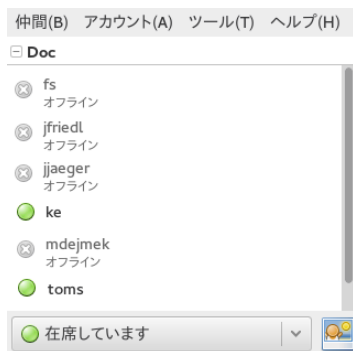 仲間(B) アカウント(A) ツール(T) ヘルプ(H)
Doc
fs
オフライン
jfriedl
オフライン
jjaeger
オフライン
ke
mdejmek
オフライン
toms
在席しています